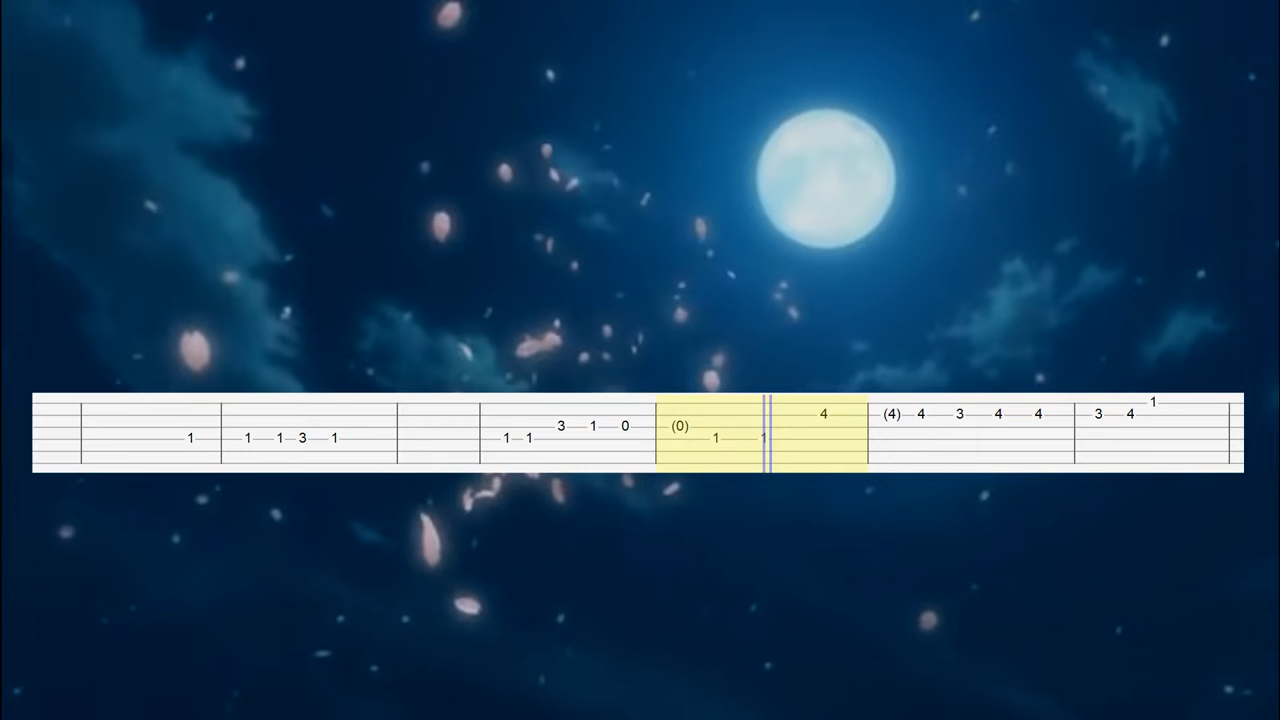 1
1 1 3 1
1 1 3 1 0
(0) 1 1 4
(4) 4 3 4 4
3 4 1